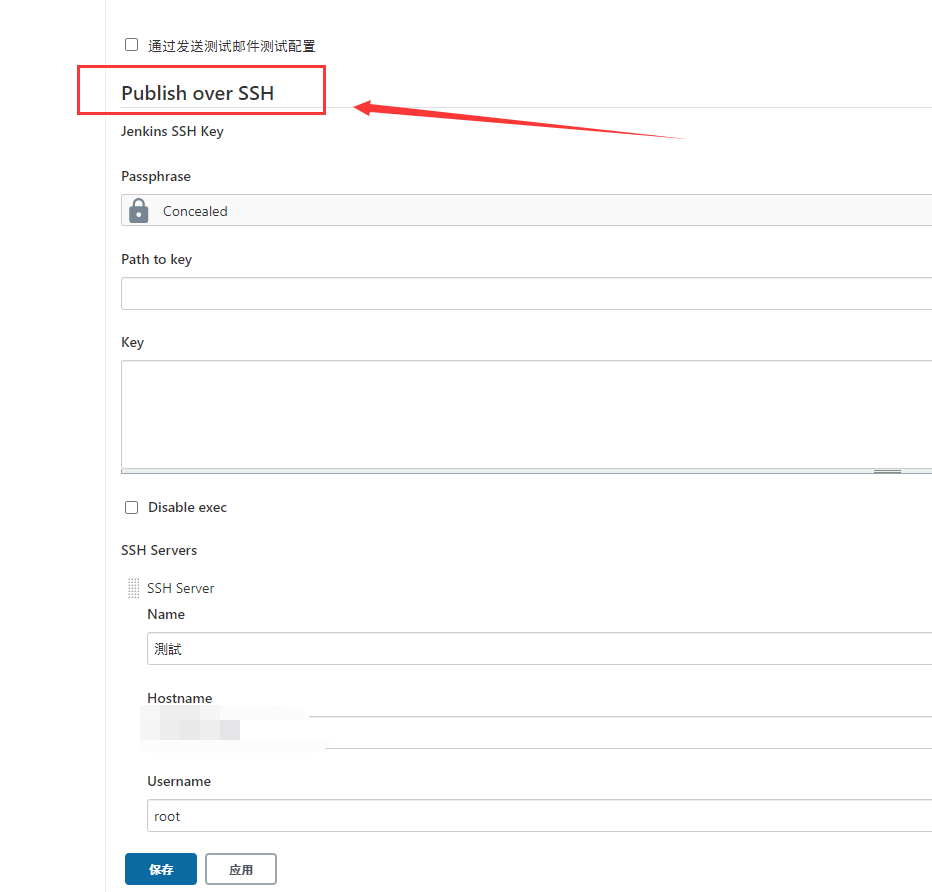 通过发送测试邮件测试配置
Publish over SSH
Jenkins SSH Key
Passphrase
Concealed
Path to key
Key
Disable exec
SSH Servers
SSH Server
Name
測試
Hostname
Username
root
保存
应用